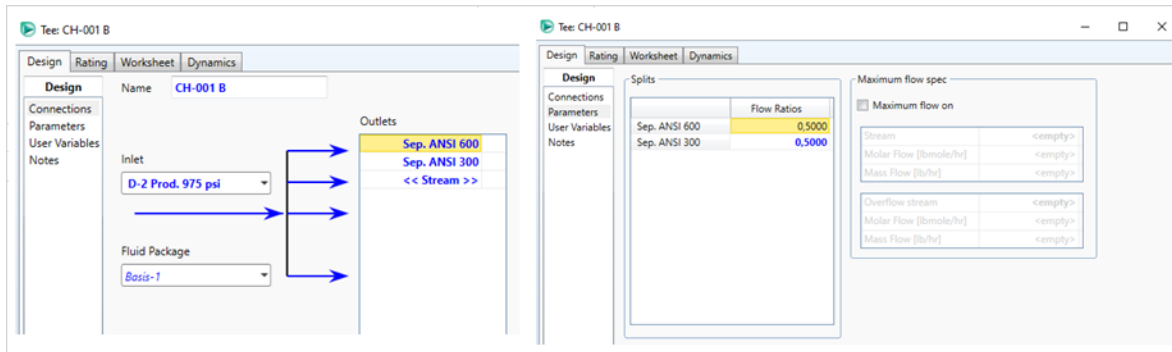 Tee: CH-001 B
Design Rating Worksheet Dynamics
Design
Connections
Parameters
User Variables
Notes
Name CH-001 B
Outlets
Sep. ANSI 600
Sep. ANSI 300
<< Stream >>
Inlet
D-2 Prod. 975 psi
Fluid Package
Basis-1
Tee: CH-001 B
Design Rating Worksheet Dynamics
Design
Connections
Parameters
User Variables
Notes
Splits
Flow Ratios
Sep. ANSI 600 0,5000
Sep. ANSI 300 0,5000
Maximum flow spec
Maximum flow on
Stream <empty>
Molar Flow [lbmole/hr] <empty>
Mass Flow [lb/hr] <empty>
Overflow stream <empty>
Molar Flow [lbmole/hr] <empty>
Mass Flow [lb/hr] <empty>